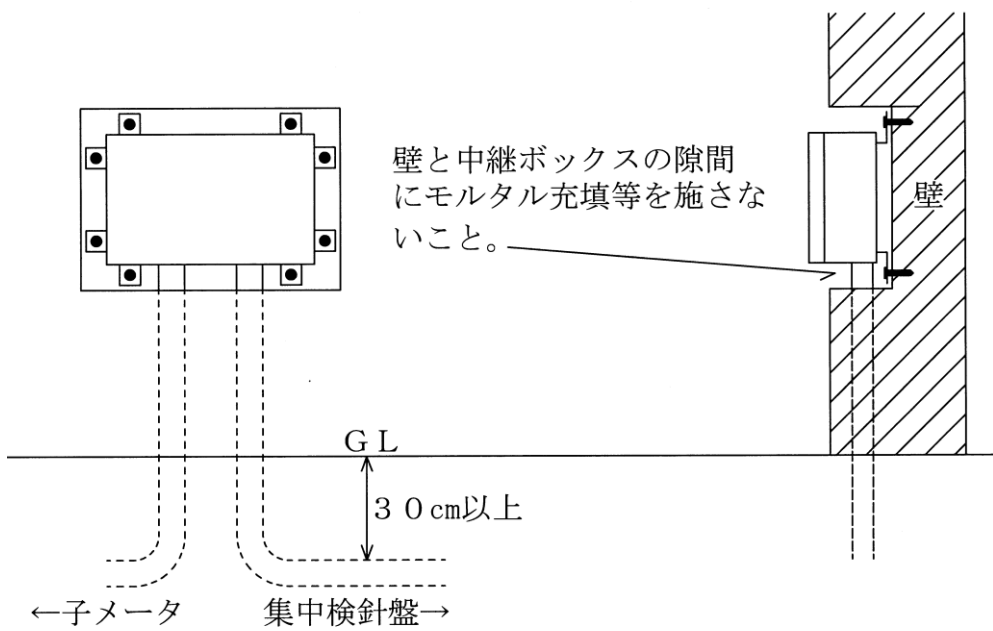 壁と中継ボックスの隙間
にモルタル充填等を施さな
いこと。
壁
ＧＬ
３０㎝以上
←子メータ
集中検針盤→